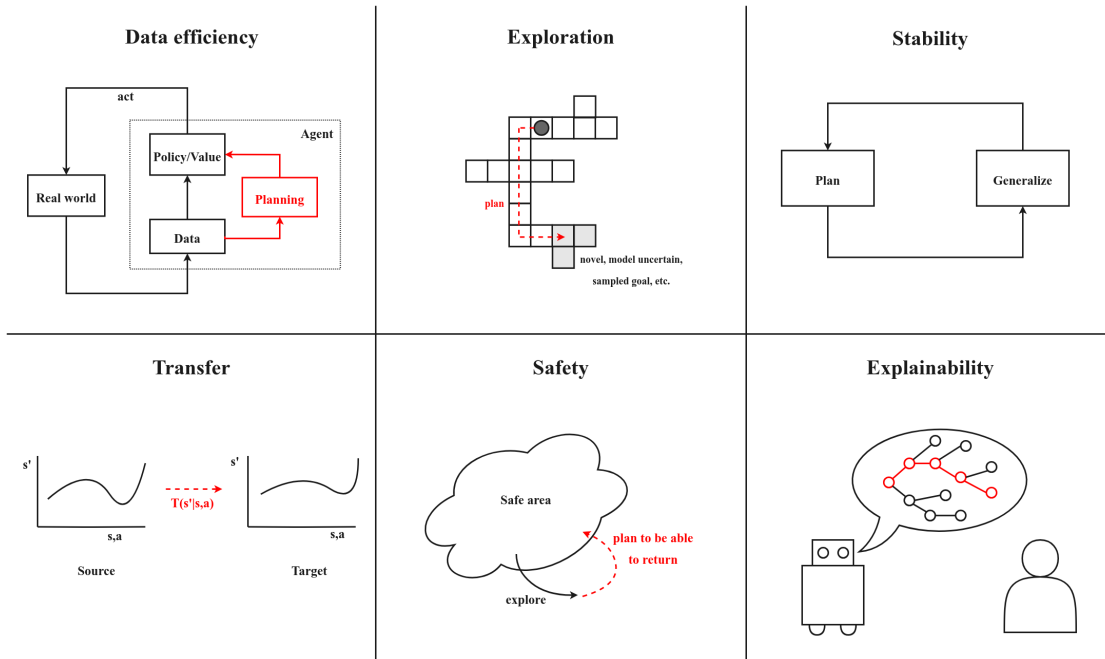 Data efficiency
act
Agent
Policy/Value
Real world
Planning
Data
Exploration
plan
novel, model uncertain,
sampled goal, etc.
Stability
Plan
Generalize
Transfer
s'
s,a
Source
T(s'|s,a)
s'
s,a
Target
Safety
Safe area
plan to be able
to return
explore
Explainability